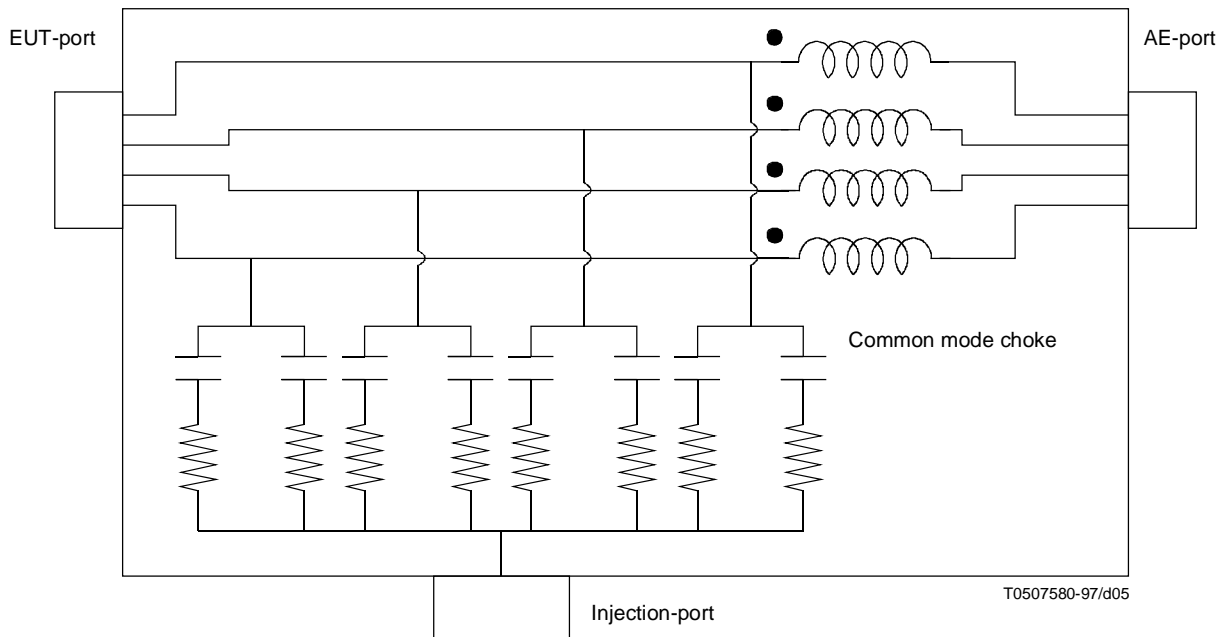 EUT-port
AE-port
Common mode choke
T0507580-97/d05
Injection-port